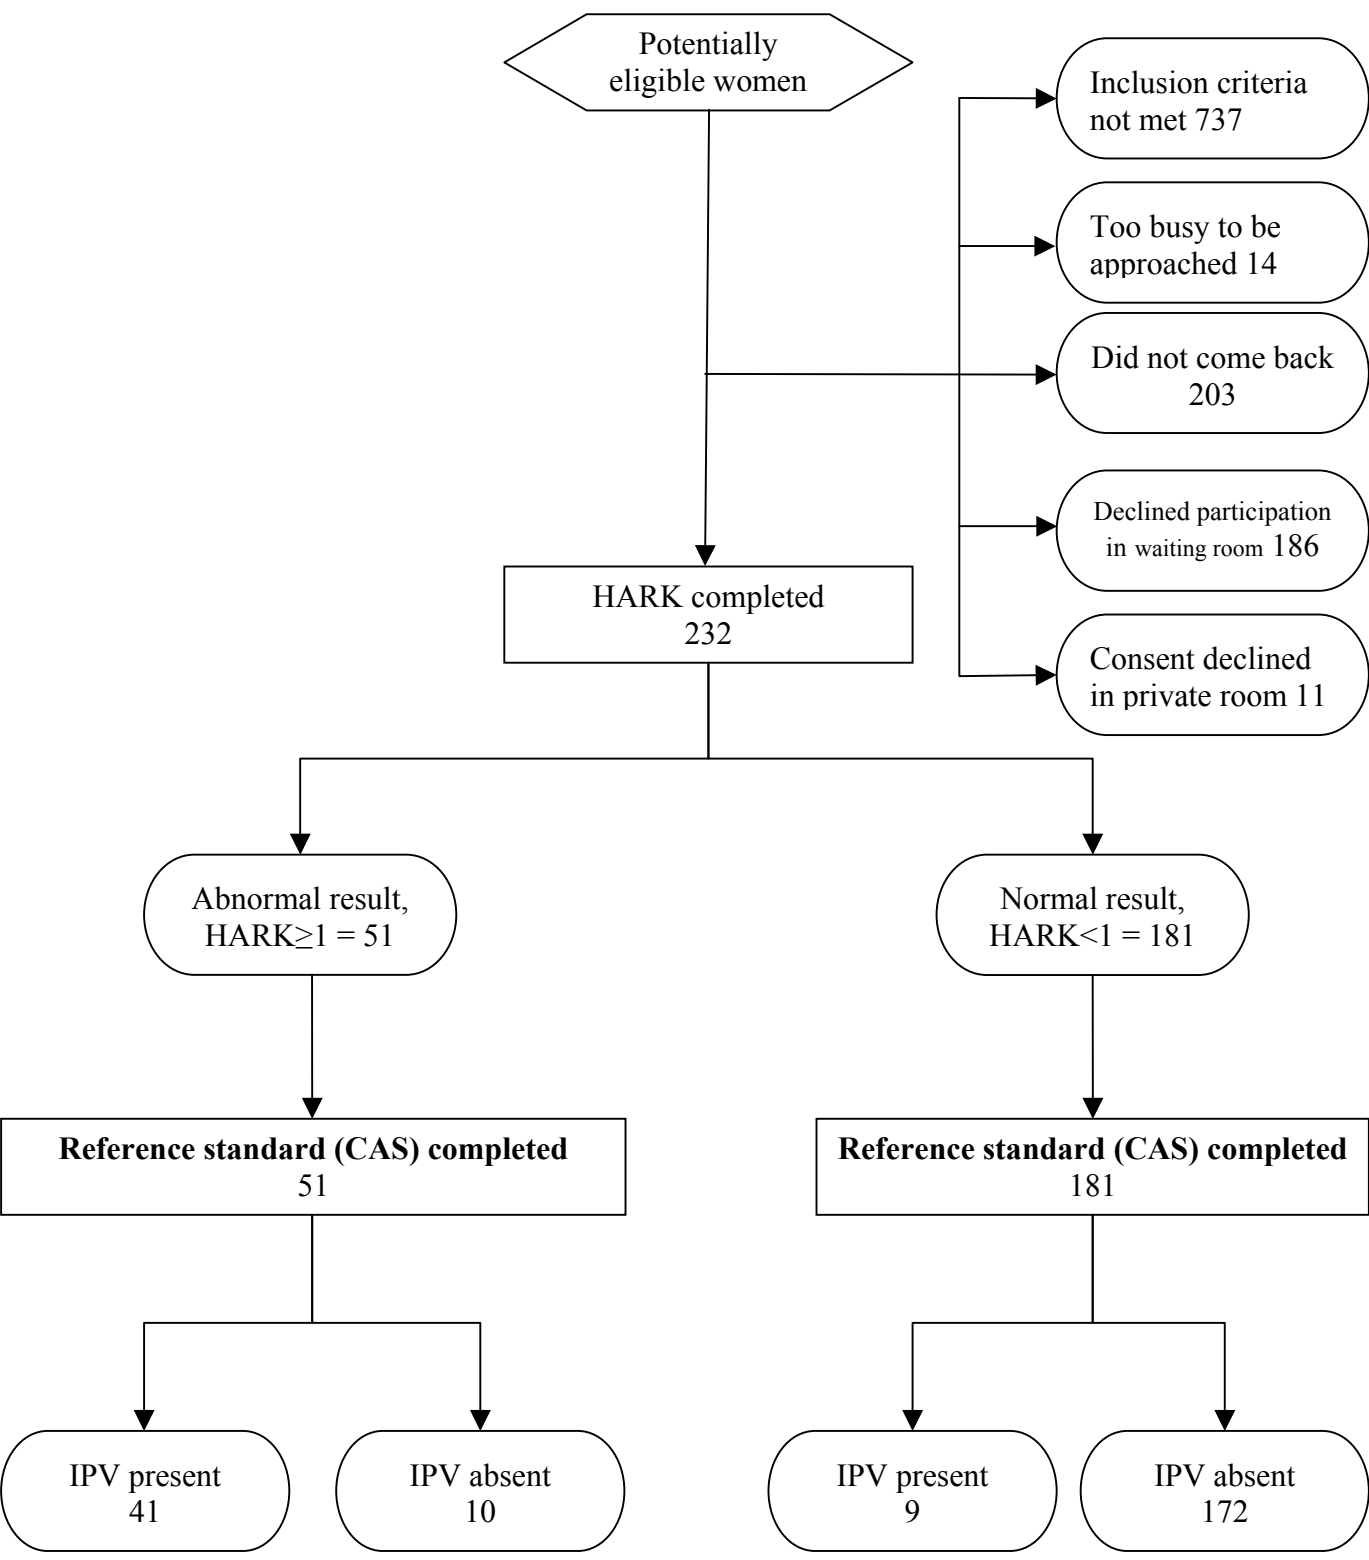 Potentially
eligible women
Inclusion criteria
not met 737
Too busy to be
approached 14
Did not come back
203
Declined participation
in waiting room 186
Consent declined
in private room 11
HARK completed
232
Abnormal result,
HARK≥1 = 51
Normal result,
HARK<1 = 181
Reference standard (CAS) completed
51
Reference standard (CAS) completed
181
IPV present
41
IPV absent
10
IPV present
9
IPV absent
172